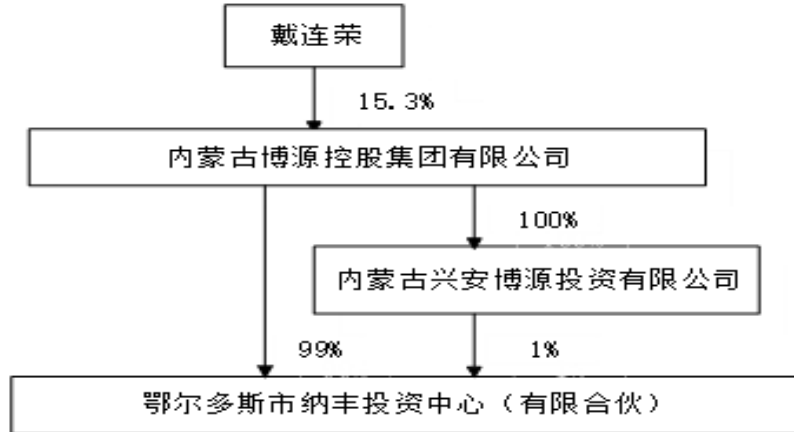 戴连荣
15.3%
内蒙古博源控股集团有限公司
100%
内蒙古兴安博源投资有限公司
99%
1%
鄂尔多斯市纳丰投资中心（有限合伙）